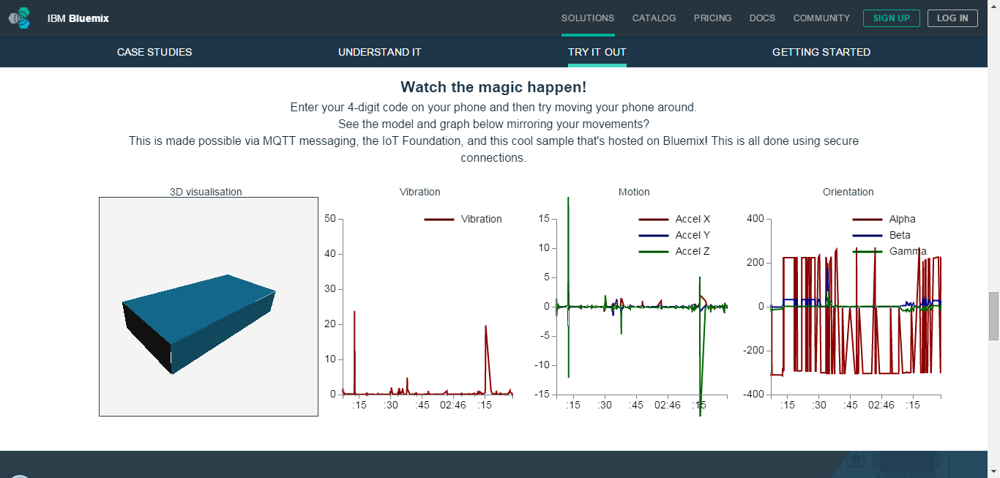 IBM Bluemix
SOLUTIONS CATALOG PRICING DOCS COMMUNITY SIGN UP LOG IN
CASE STUDIES UNDERSTAND IT TRY IT OUT GETTING STARTED
Watch the magic happen!
Enter your 4-digit code on your phone and then try moving your phone around.
See the model and graph below mirroring your movements?
This is made possible via MQTT messaging, the IoT Foundation, and this cool sample that's hosted on Bluemix! This is all done using secure
connections.
3D visualisation
Vibration
50
40
30
20
10
0
Vibration
:15 :30 :45 02:46 :15
Motion
15
10
5
0
-5
-10
-15
Accel X
Accel Y
Accel Z
:15 :30 :45 02:46 :15
Orientation
400
200
0
-200
-400
Alpha
Beta
Gamma
:15 :30 :45 02:46 :15